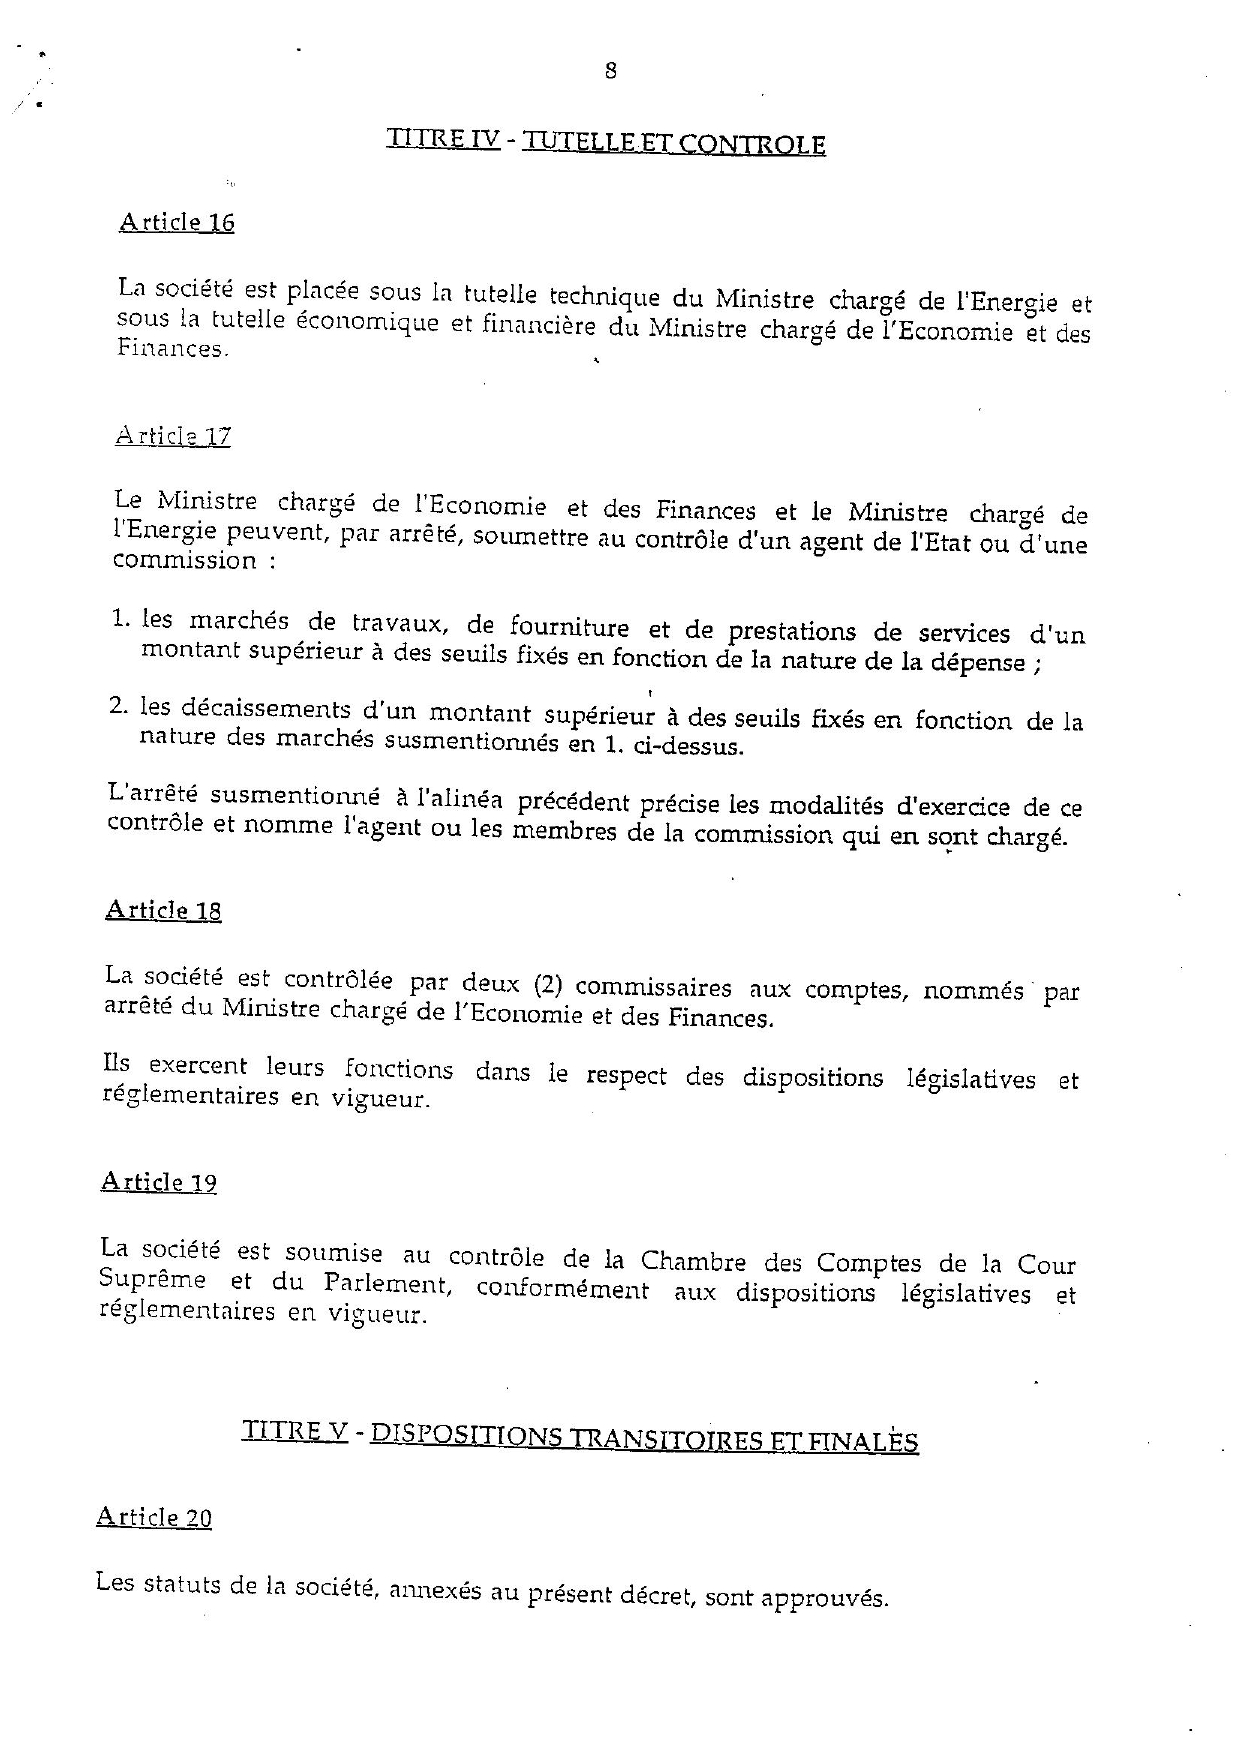 8
TITRE IV - TUTELLE ET CONTROLE
Article 16
La société est placée sous la tutelle technique du Ministre chargé de l'Energie et
sous la tutelle économique et financière du Ministre chargé de l'Economie et des
Finances.
Article 17
Le Ministre chargé de l'Economie et des Finances et le Ministre chargé de
l'Energie peuvent, par arrêté, soumettre au contrôle d'un agent de l'Etat ou d'une
commission :
1. les marchés de travaux, de fourniture et de prestations de services d'un
montant supérieur à des seuils fixés en fonction de la nature de la dépense ;
2. les décaissements d'un montant supérieur à des seuils fixés en fonction de la
nature des marchés susmentionnés en 1. ci-dessus.
L'arrêté susmentionné à l'alinéa précédent précise les modalités d'exercice de ce
contrôle et nomme l'agent ou les membres de la commission qui en sont chargé.
Article 18
La société est contrôlée par deux (2) commissaires aux comptes, nommés par
arrêté du Ministre chargé de l'Economie et des Finances.
Ils exercent leurs fonctions dans le respect des dispositions législatives et
réglementaires en vigueur.
Article 19
La société est soumise au contrôle de la Chambre des Comptes de la Cour
Suprême et du Parlement, conformément aux dispositions législatives et
réglementaires en vigueur.
TITRE V - DISPOSITIONS TRANSITOIRES ET FINALES
Article 20
Les statuts de la société, annexés au présent décret, sont approuvés.